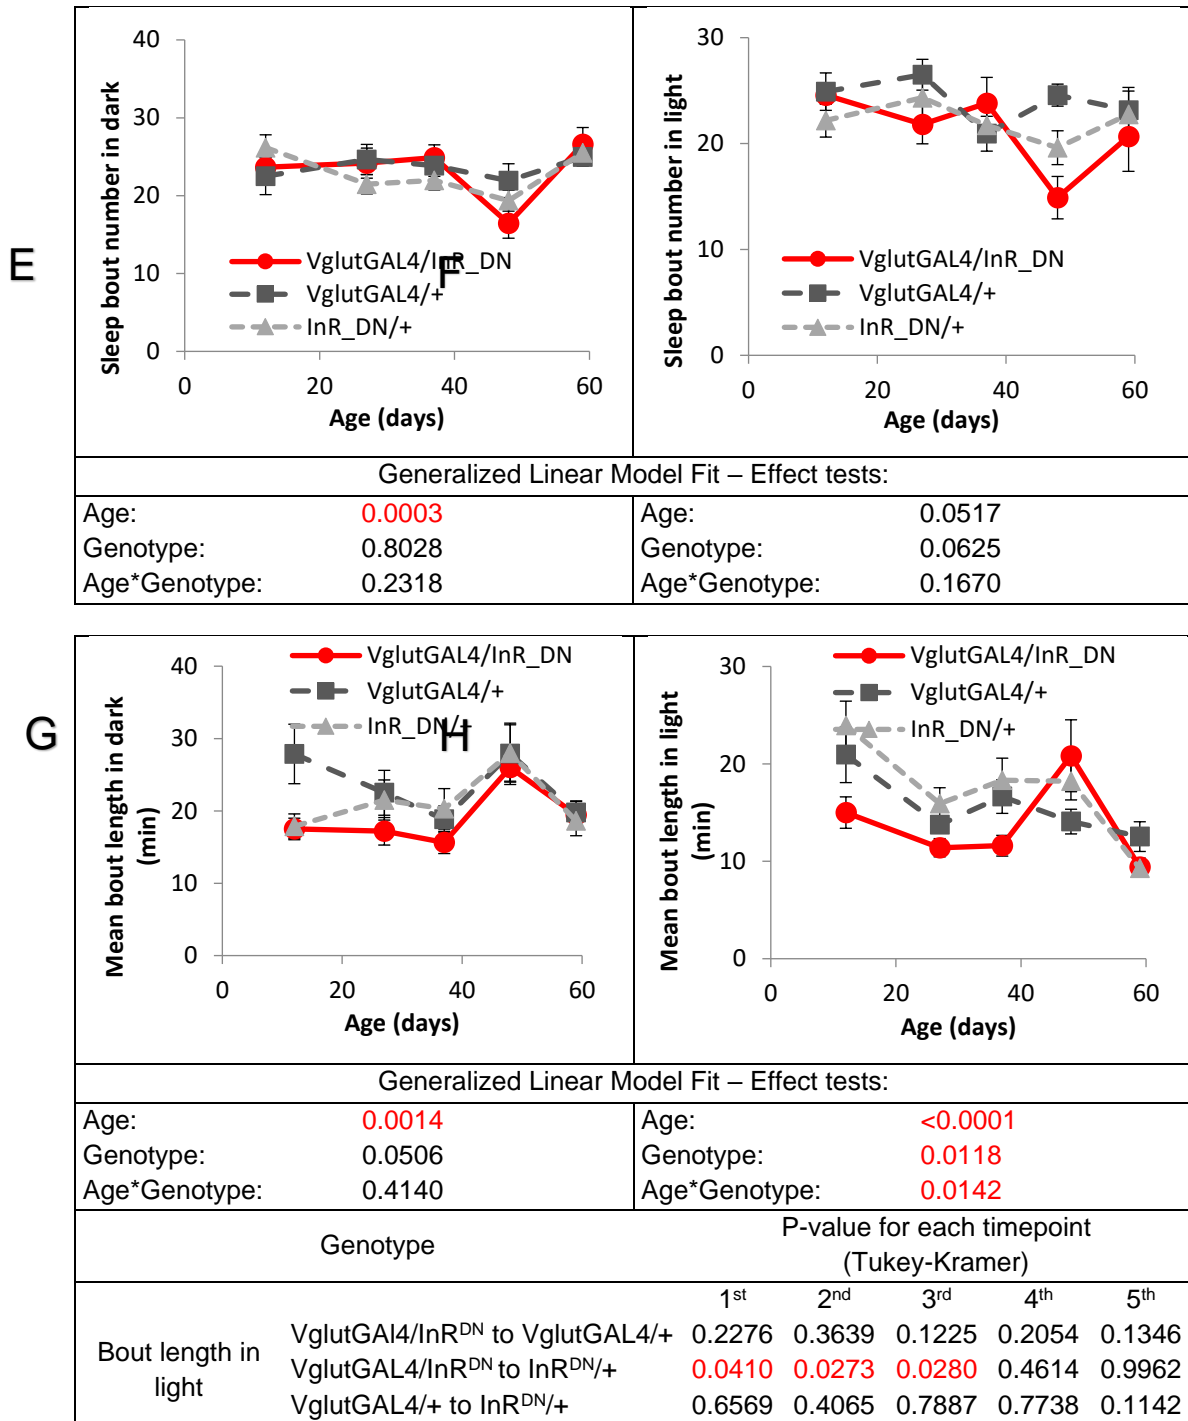 E
40
30
20
10
0
Sleep bout number in dark
VglutGAL4/InR_DN
VglutGAL4/+
InR_DN/+
0 20 40 60
Age (days)
F
30
20
10
0
Sleep bout number in light
VglutGAL4/InR_DN
VglutGAL4/+
InR_DN/+
0 20 40 60
Age (days)
Generalized Linear Model Fit – Effect tests:
Age: 0.0003 Age: 0.0517
Genotype: 0.8028 Genotype: 0.0625
Age*Genotype: 0.2318 Age*Genotype: 0.1670
G
40
30
20
10
0
Mean bout length in dark
(min)
VglutGAL4/InR_DN
VglutGAL4/+
InR_DN/+
0 20 40 60
Age (days)
H
30
20
10
0
Mean bout length in light
(min)
VglutGAL4/InR_DN
VglutGAL4/+
InR_DN/+
0 20 40 60
Age (days)
Generalized Linear Model Fit – Effect tests:
Age: 0.0014 Age: <0.0001
Genotype: 0.0506 Genotype: 0.0118
Age*Genotype: 0.4140 Age*Genotype: 0.0142
Genotype
P-value for each timepoint
(Tukey-Kramer)
1st 2nd 3rd 4th 5th
Bout length in
light
VglutGAl4/InRDN to VglutGAL4/+ 0.2276 0.3639 0.1225 0.2054 0.1346
VglutGAL4/InRDN to InRDN/+ 0.0410 0.0273 0.0280 0.4614 0.9962
VglutGAL4/+ to InRDN/+ 0.6569 0.4065 0.7887 0.7738 0.1142